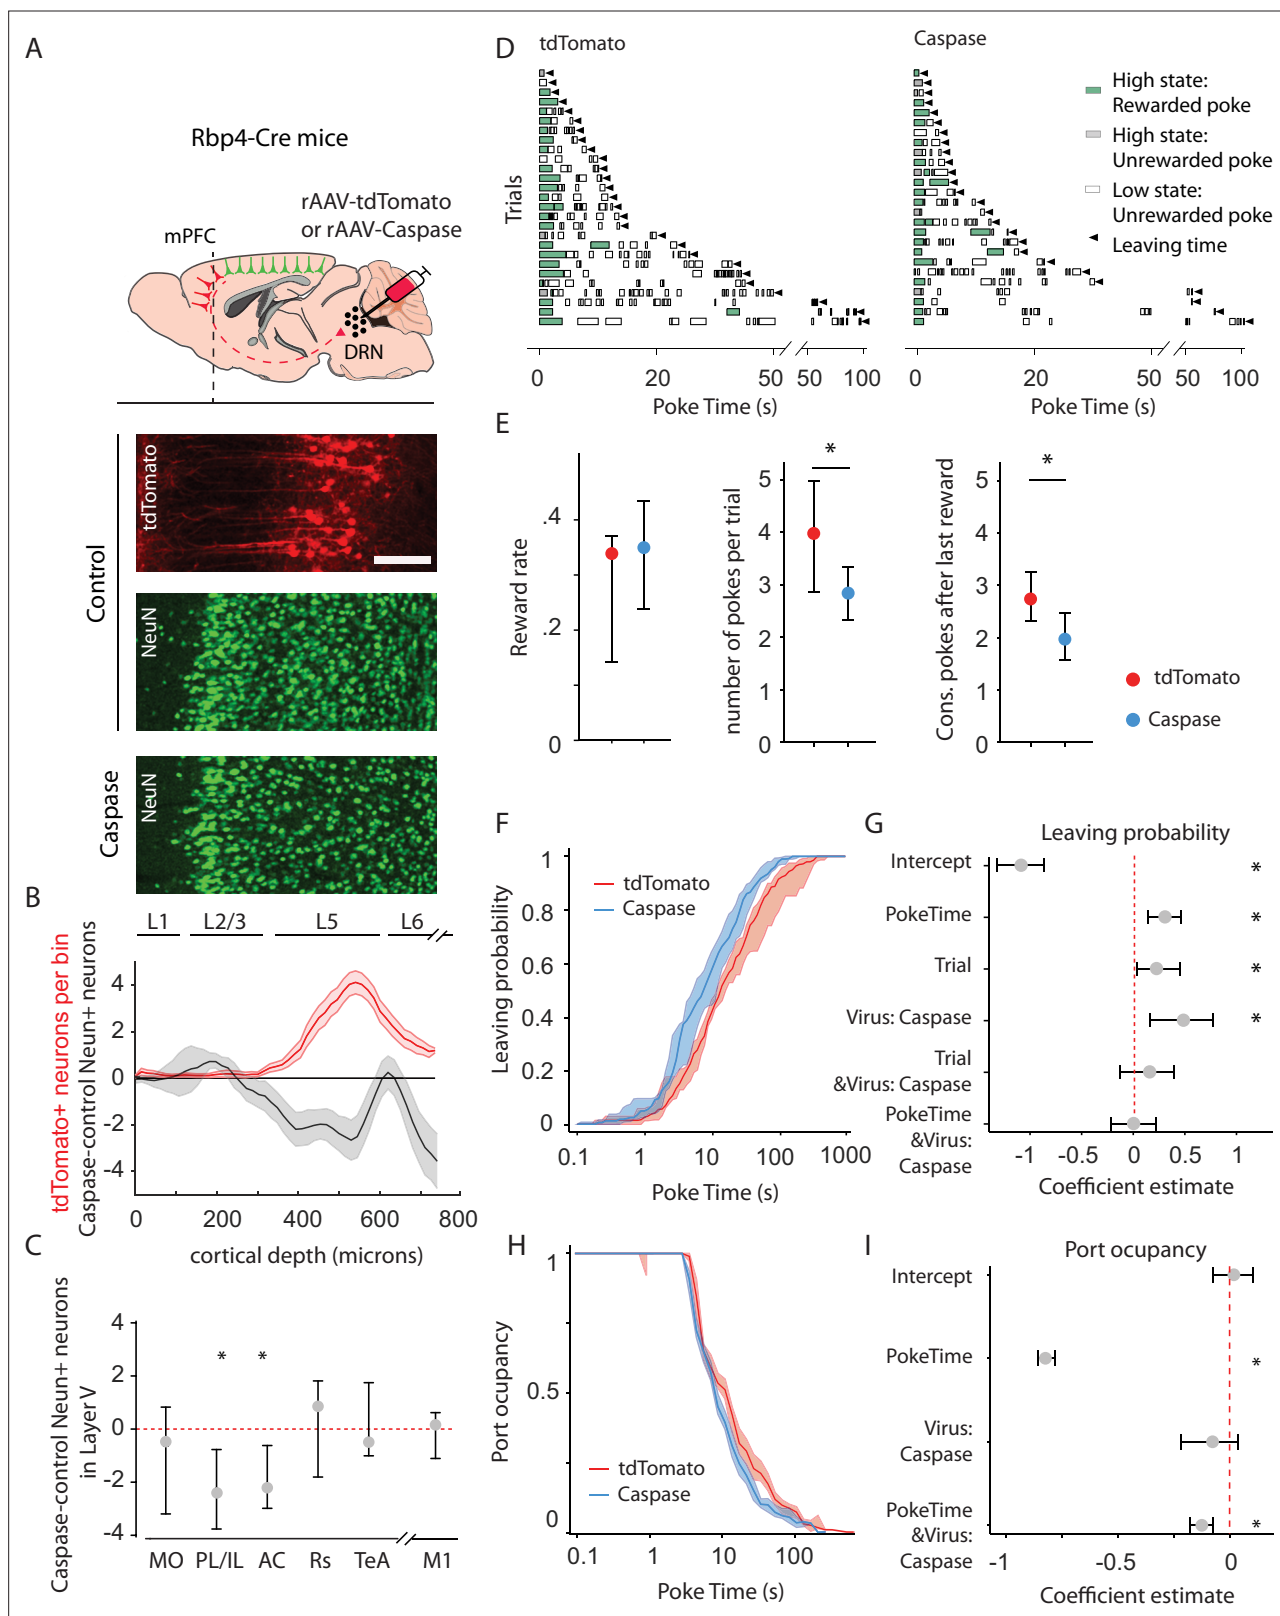 A
Rbp4-Cre mice
rAAV-tdTomato
or rAAV-Caspase
mPFC
DRN
Control
tdTomato
NeuN
Caspase
NeuN
B
L1 L2/3 L5 L6
tdTomato+ neurons per bin
Caspase-control Neun+ neurons
4
2
0
-2
-4
0 200 400 600 800
cortical depth (microns)
C
Caspase-control Neun+ neurons
in Layer V
4
2
0
-2
-4
* *
MO PL/IL AC Rs TeA M1
D
tdTomato
Caspase
Trials
High state:
Rewarded poke
High state:
Unrewarded poke
Low state:
Unrewarded poke
Leaving time
0 20 50 50 100
Poke Time (s)
0 20 50 50 100
Poke Time (s)
E
Reward rate
.4
.2
0
number of pokes per trial
5
4
3
2
1
0
*
Cons. pokes after last reward
5
4
3
2
1
0
*
tdTomato
Caspase
F
Leaving probability
1
0.8
0.6
0.4
0.2
0
tdTomato
Caspase
0.1 1 10 100 1000
Poke Time (s)
G
Leaving probability
Intercept *
PokeTime *
Trial *
Virus: Caspase *
Trial
&Virus: Caspase
PokeTime
&Virus:
Caspase
-1 -0.5 0 0.5 1
Coefficient estimate
H
Port ocupancy
1
0.5
0
tdTomato
Caspase
0.1 1 10 100
Poke Time (s)
I
Port ocupancy
Intercept
PokeTime *
Virus:
Caspase
PokeTime
&Virus: *
Caspase
-1 -0.5 0
Coefficient estimate